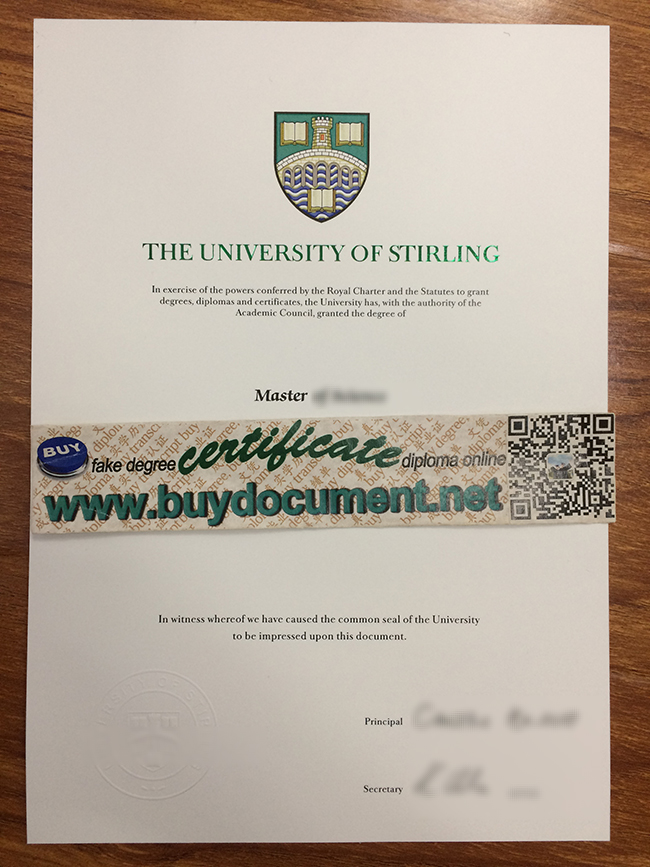 THE UNIVERSITY OF STIRLING
In exercise of the powers conferred by the Royal Charter and the Statutes to grant
degrees, diplomas and certificates, the University has, with the authority of the
Academic Council, granted the degree of
Master
BUY fake degree certificate diploma online
www.buydocument.net
In witness whereof we have caused the common seal of the University
to be impressed upon this document.
Principal
Secretary